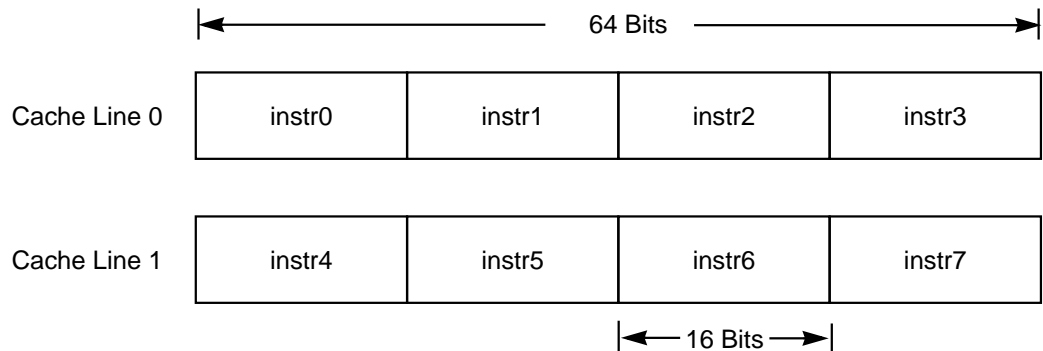 64 Bits
Cache Line 0 instr0 instr1 instr2 instr3
Cache Line 1 instr4 instr5 instr6 instr7
16 Bits